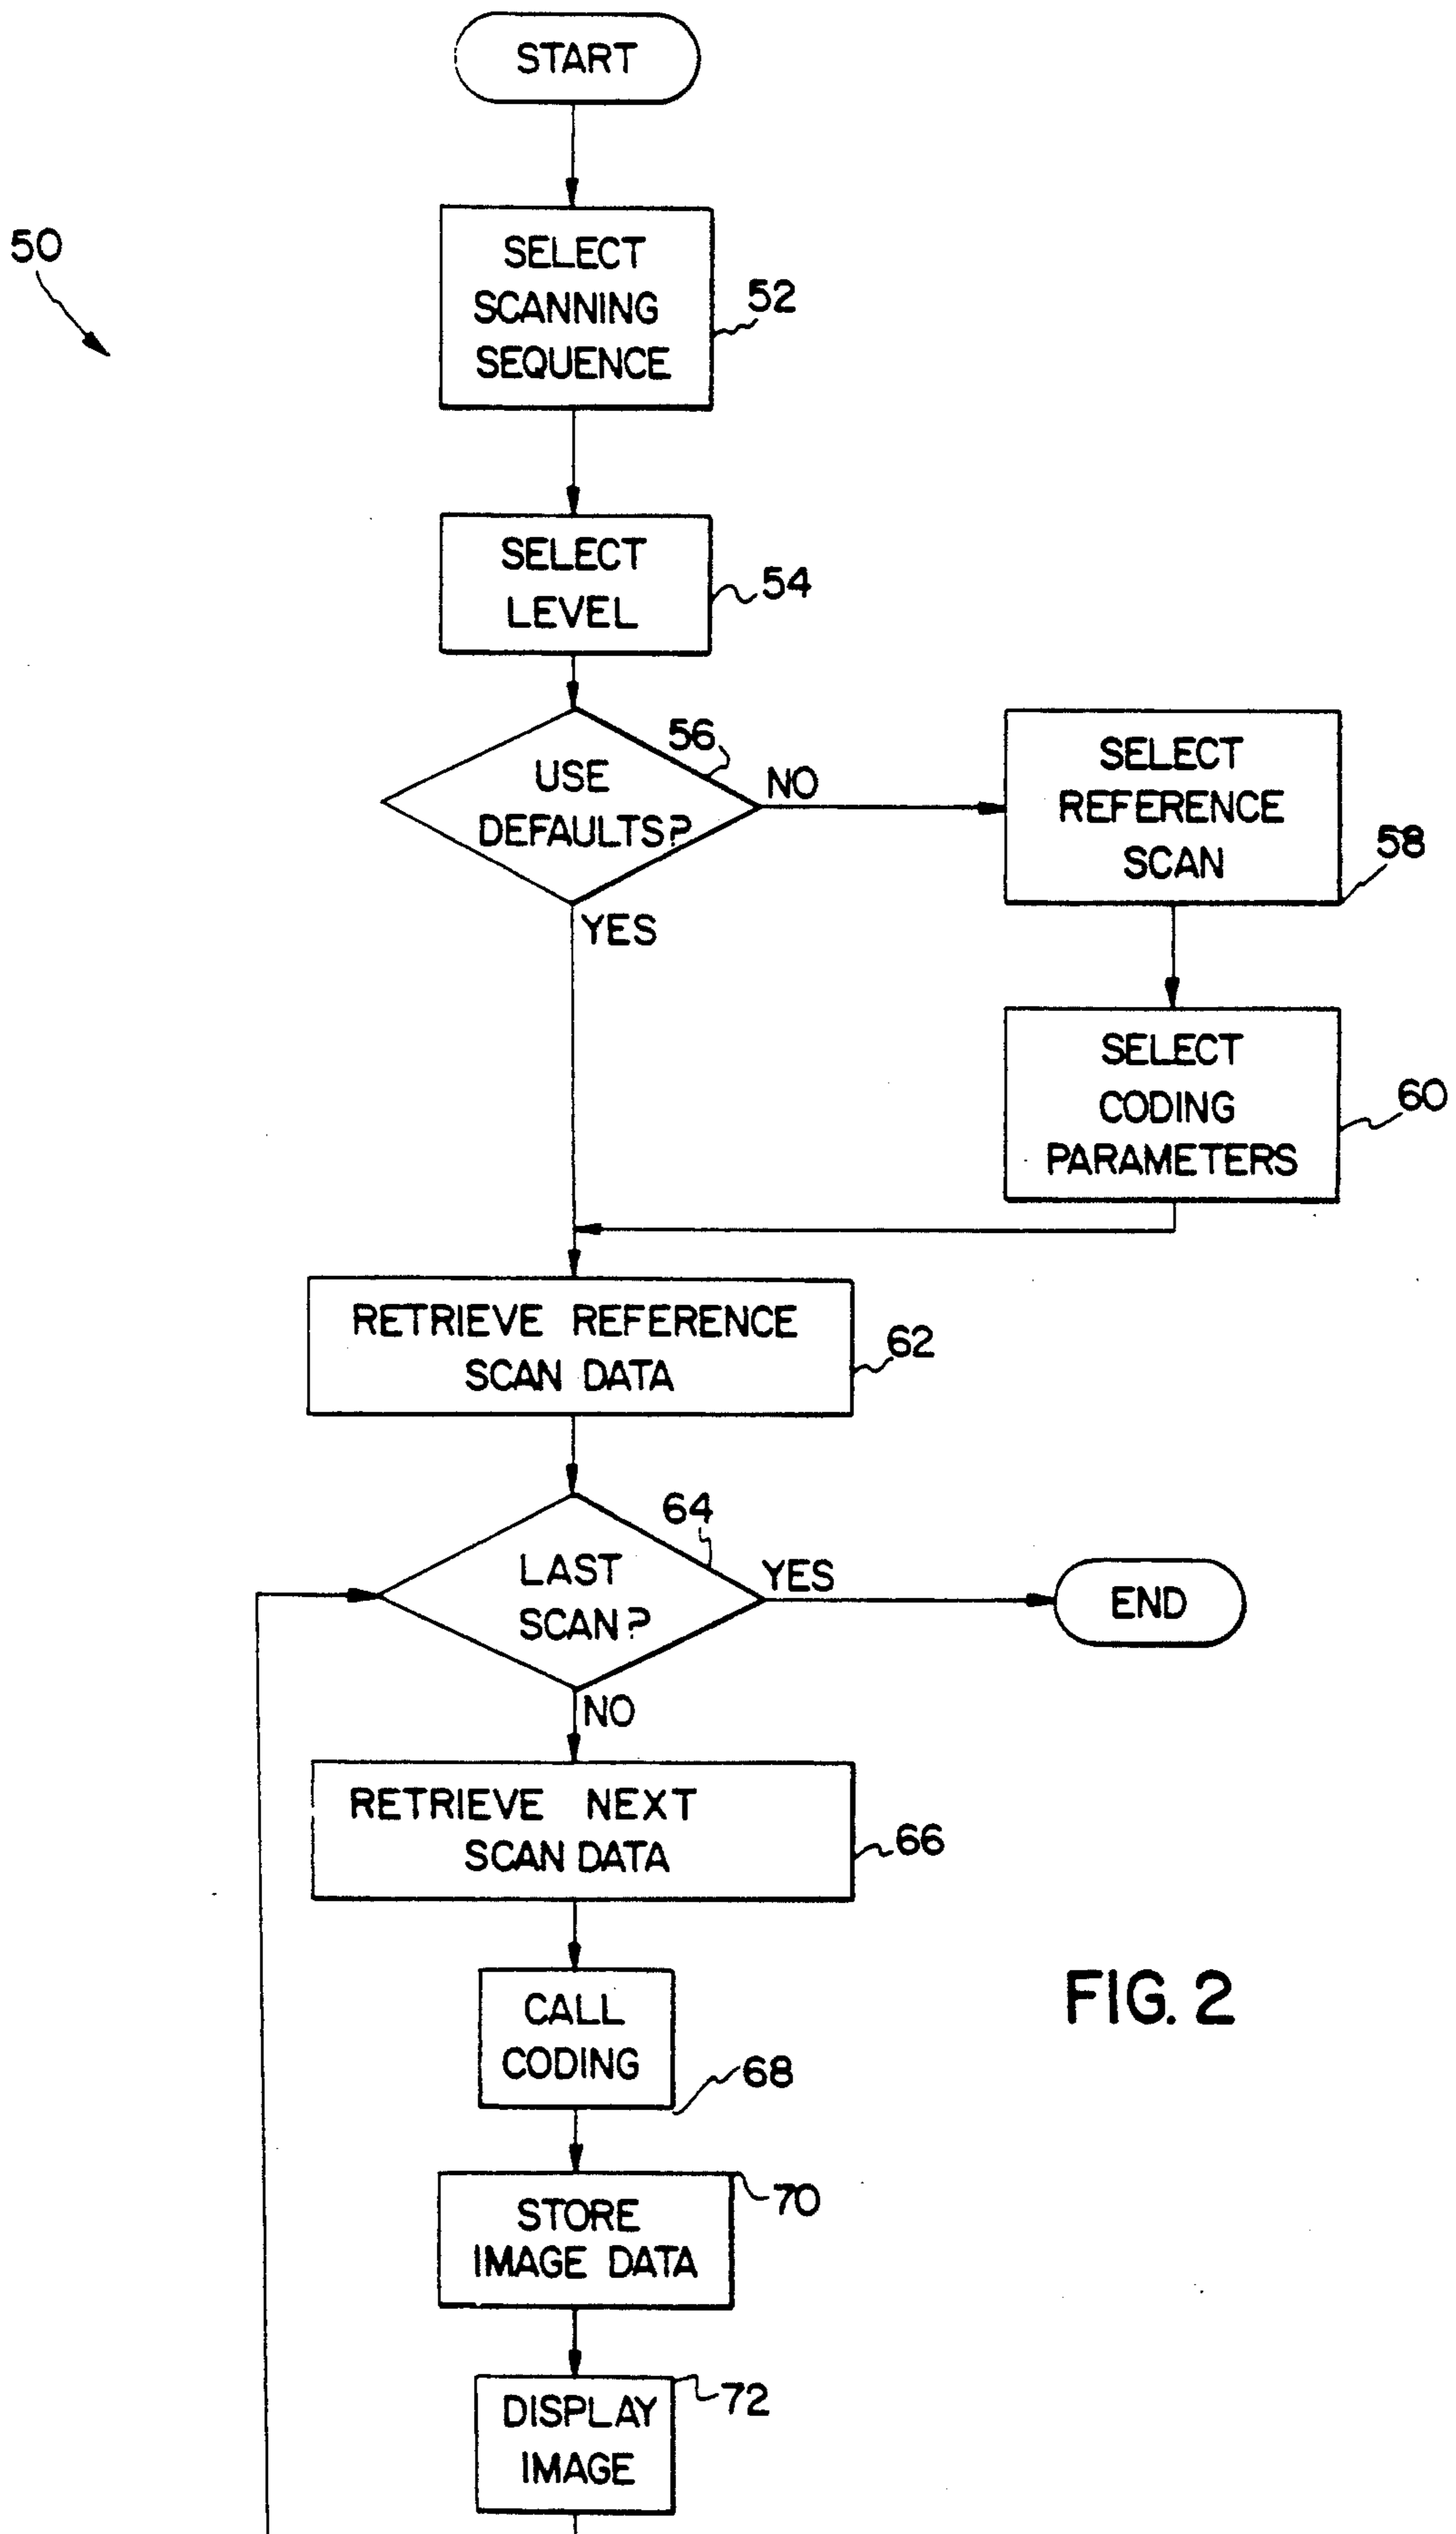 START
50
SELECT
SCANNING
SEQUENCE
52
SELECT
LEVEL
54
56
USE
DEFAULTS?
NO
YES
SELECT
REFERENCE
SCAN
58
SELECT
CODING
PARAMETERS
60
RETRIEVE REFERENCE
SCAN DATA
62
64
LAST
SCAN?
YES
END
NO
RETRIEVE NEXT
SCAN DATA
66
CALL
CODING
68
FIG. 2
70
STORE
IMAGE DATA
72
DISPLAY
IMAGE